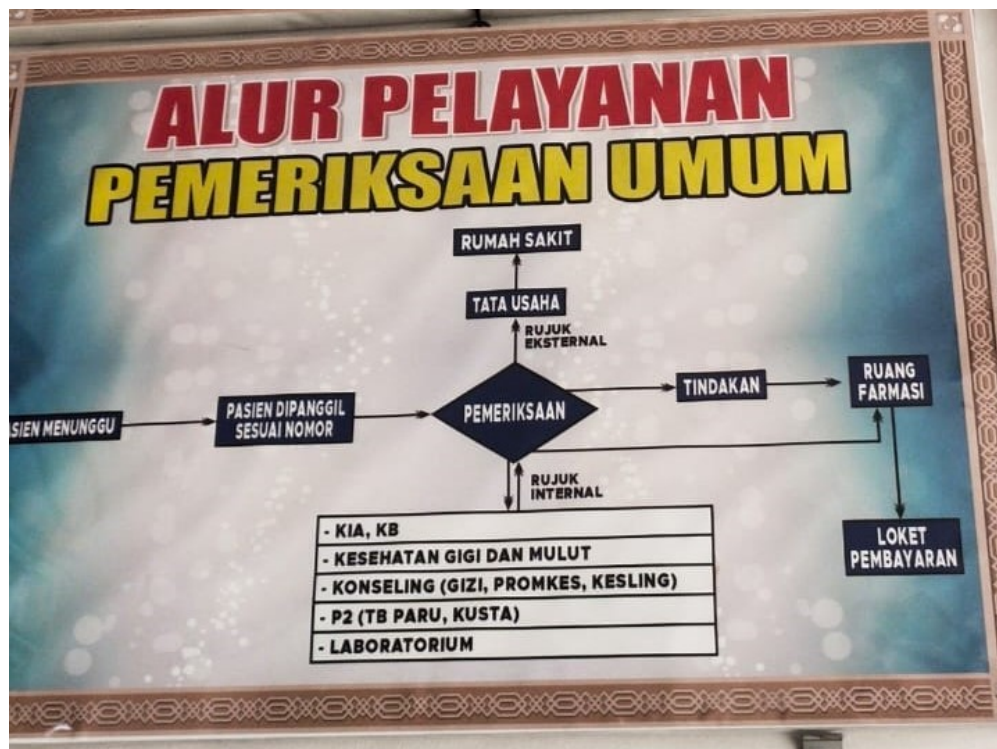 ALUR PELAYANAN
PEMERIKSAAN UMUM
RUMAH SAKIT
TATA USAHA
RUJUK
EKSTERNAL
MENUNGGU
PASIEN DIPANGGIL
SESUAI NOMOR
PEMERIKSAAN
TINDAKAN
RUANG
FARMASI
RUJUK
INTERNAL
- KIA, KB
- KESEHATAN GIGI DAN MULUT
- KONSELING (GIZI, PROMKES, KESLING)
- P2 (TB PARU, KUSTA)
- LABORATORIUM
LOKET
PEMBAYARAN